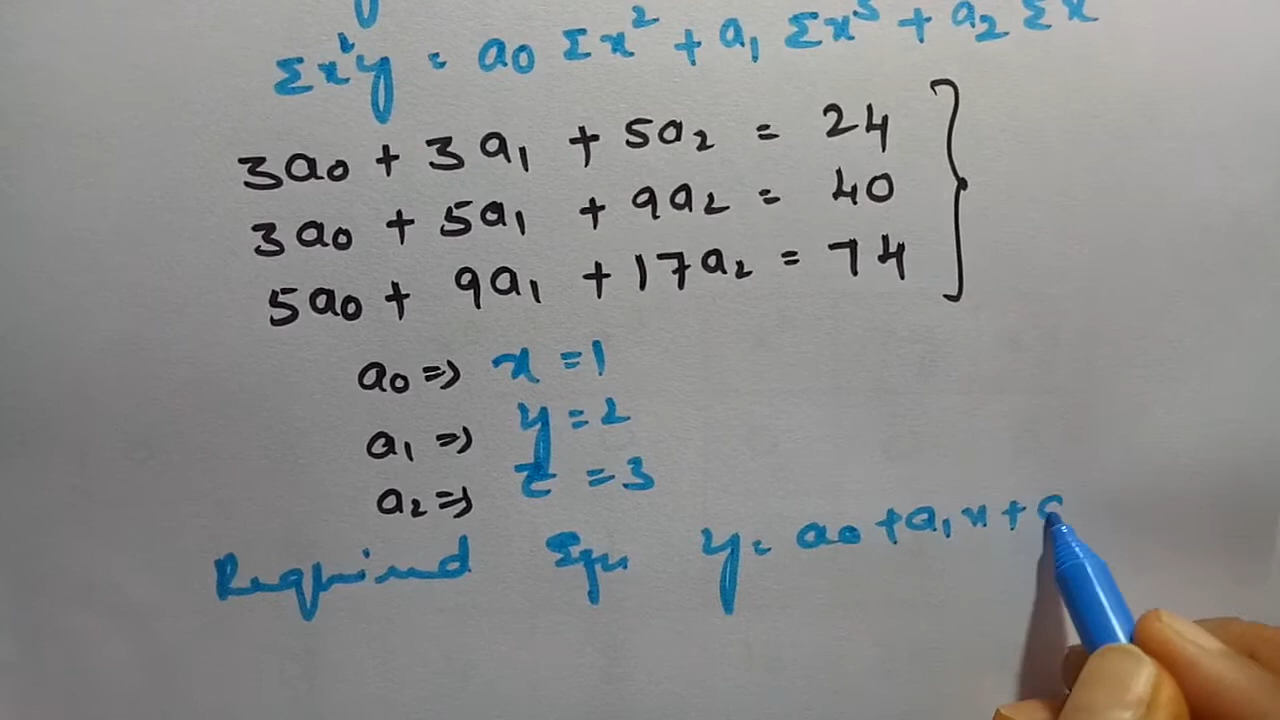 Σx²y = a₀ Σx² + a₁ Σx³ + a₂ Σx
3a₀ + 3a₁ + 5a₂ = 24
3a₀ + 5a₁ + 9a₂ = 40
5a₀ + 9a₁ + 17a₂ = 74
a₀ => x = 1
a₁ => y = 2
a₂ => z = 3
Required Equ y = a₀ + a₁x + a